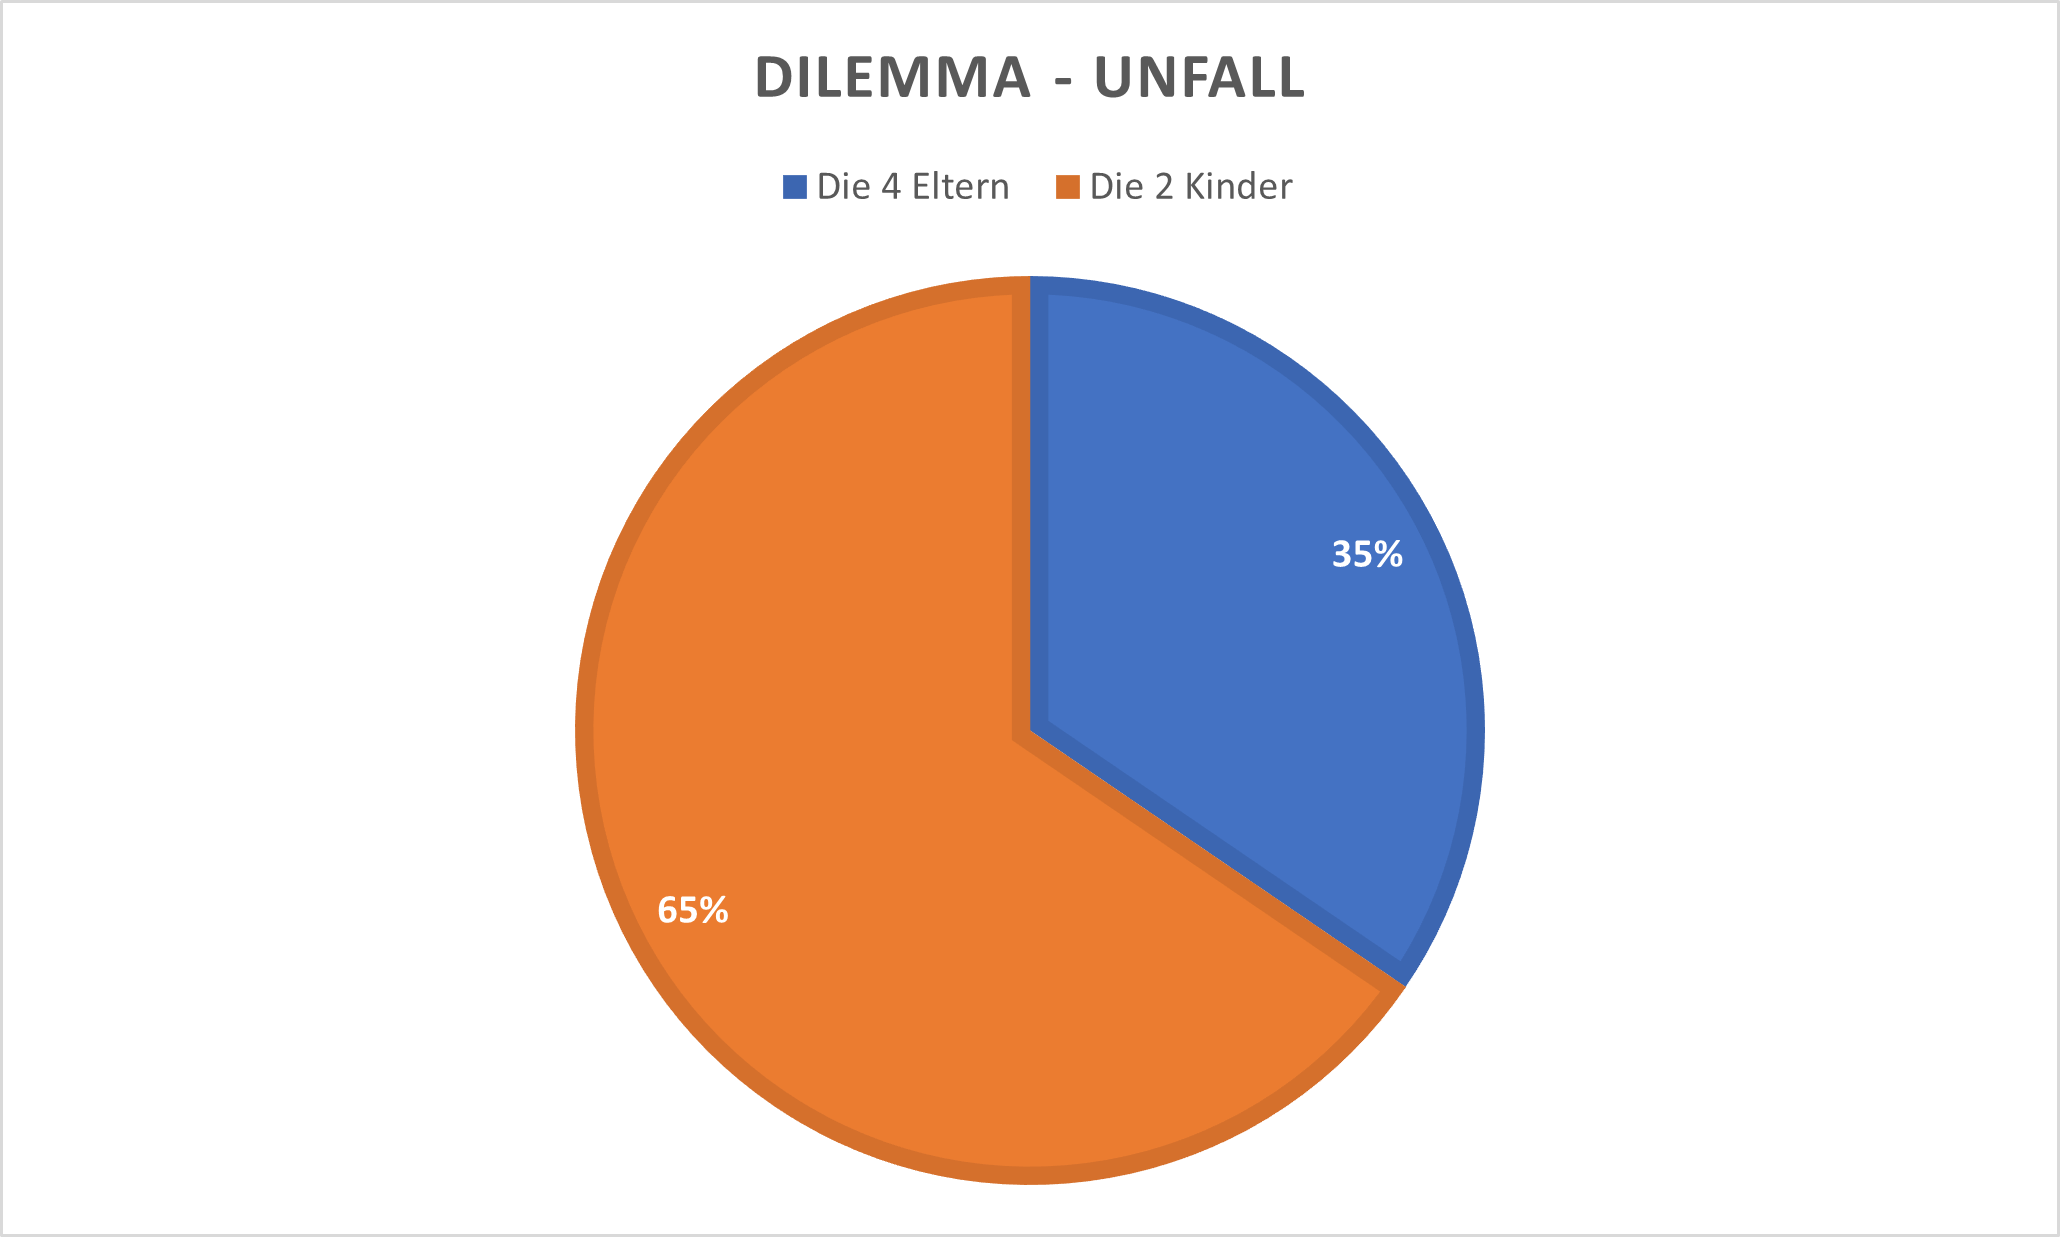 DILEMMA - UNFALL
Die 4 Eltern Die 2 Kinder
35%
65%